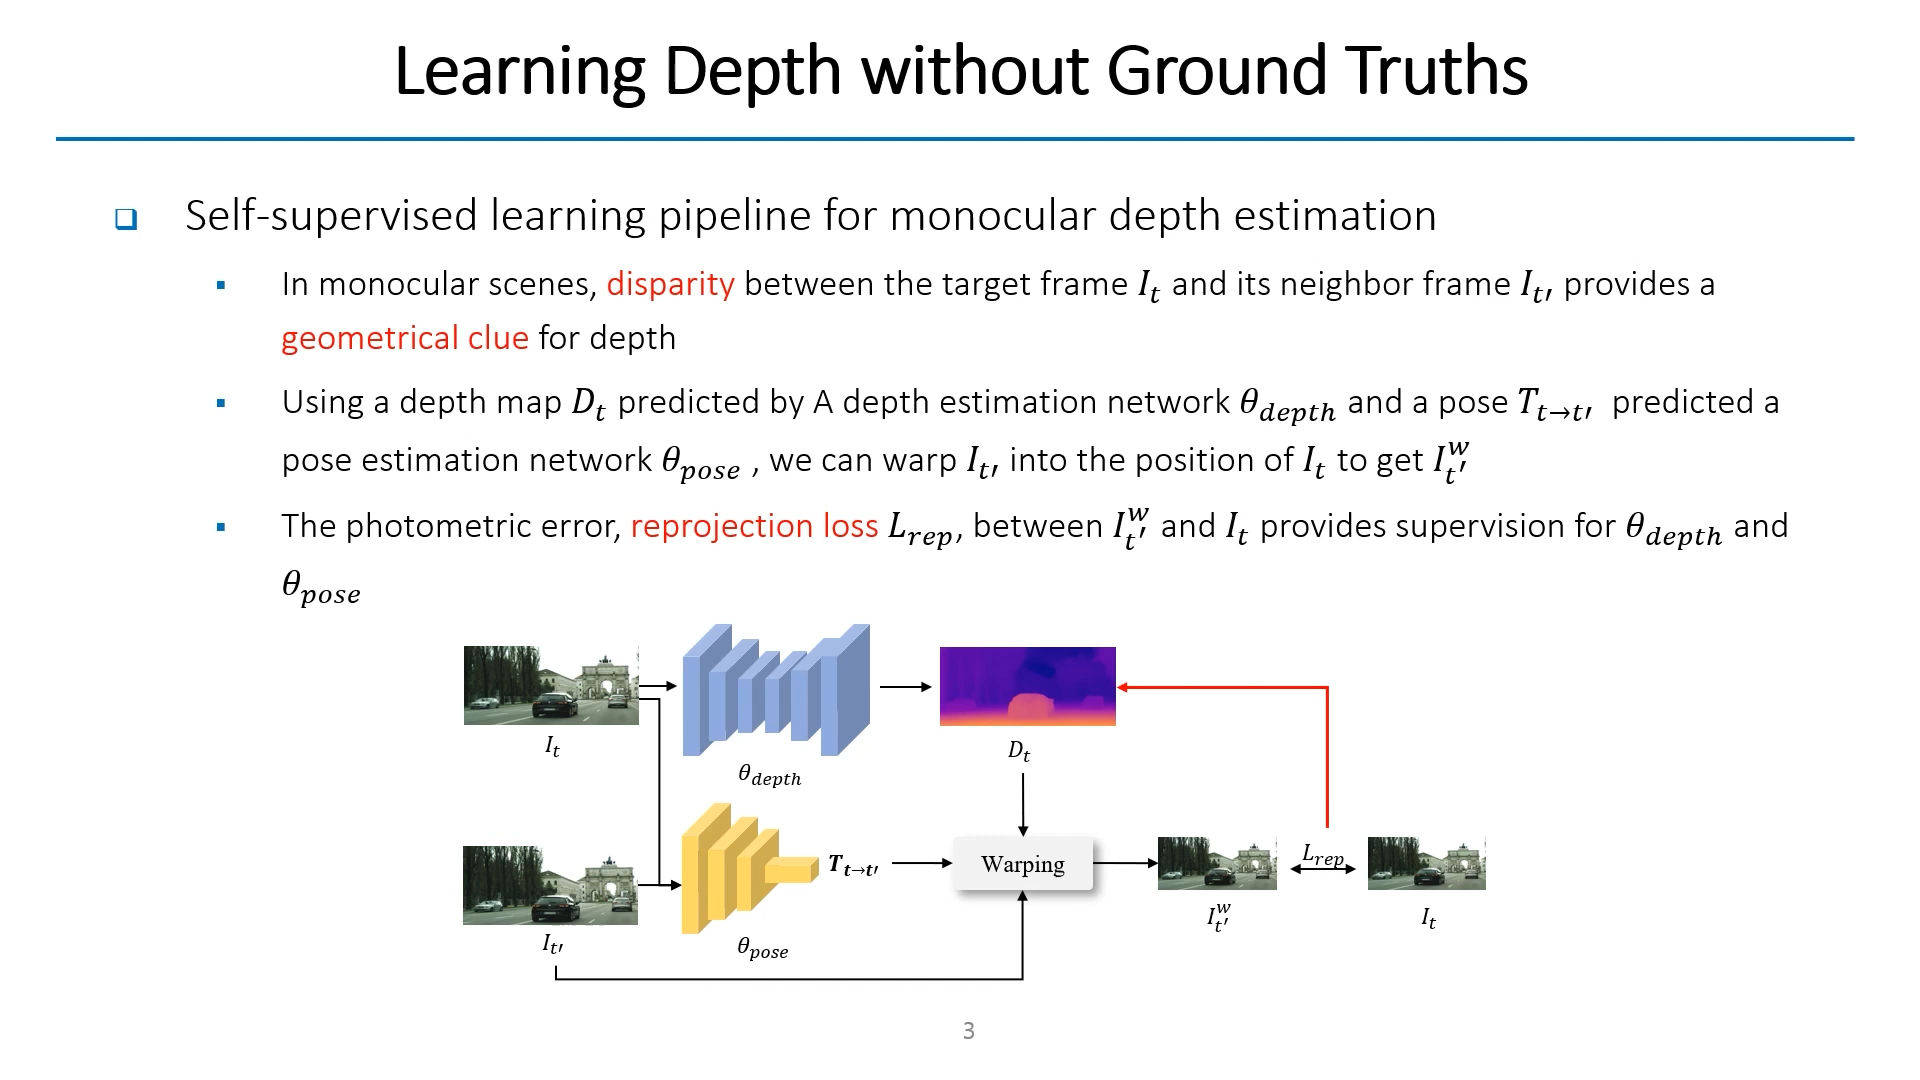 Learning Depth without Ground Truths
❑ Self-supervised learning pipeline for monocular depth estimation
▪ In monocular scenes, disparity between the target frame $I_t$ and its neighbor frame $I_{t'}$ provides a
geometrical clue for depth
▪ Using a depth map $D_t$ predicted by A depth estimation network $\theta_{depth}$ and a pose $T_{t \to t'}$ predicted a
pose estimation network $\theta_{pose}$ , we can warp $I_{t'}$ into the position of $I_t$ to get $I_{t'}^w$
▪ The photometric error, reprojection loss $L_{rep}$, between $I_{t'}^w$ and $I_t$ provides supervision for $\theta_{depth}$ and
$\theta_{pose}$
$I_t$
$\theta_{depth}$
$D_t$
$I_{t'}$
$\theta_{pose}$
$T_{t \to t'}$
Warping
$I_{t'}^w$
$L_{rep}$
$I_t$
3